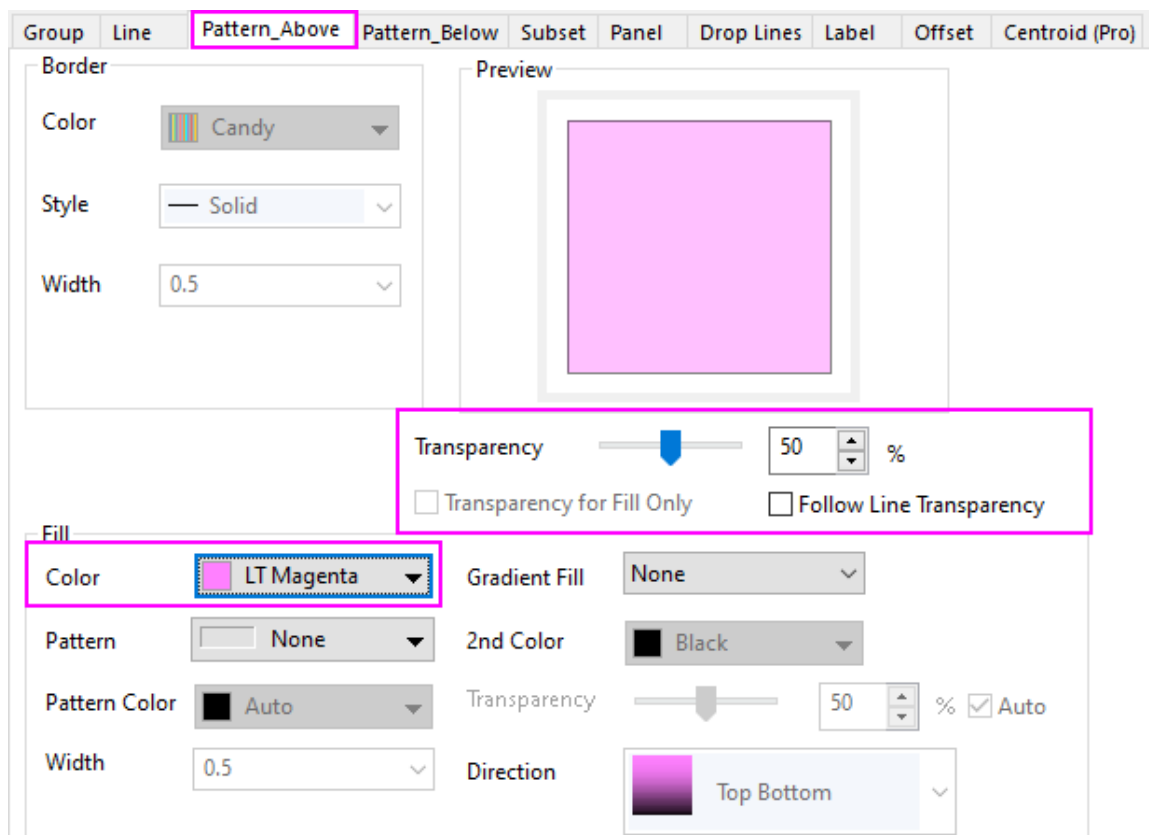 Group Line Pattern_Above Pattern_Below Subset Panel Drop Lines Label Offset Centroid (Pro)
Border
Color Candy
Style Solid
Width 0.5
Preview
Transparency 50 %
Transparency for Fill Only Follow Line Transparency
Fill
Color LT Magenta Gradient Fill None
Pattern None 2nd Color Black
Pattern Color Auto Transparency 50 % Auto
Width 0.5 Direction Top Bottom